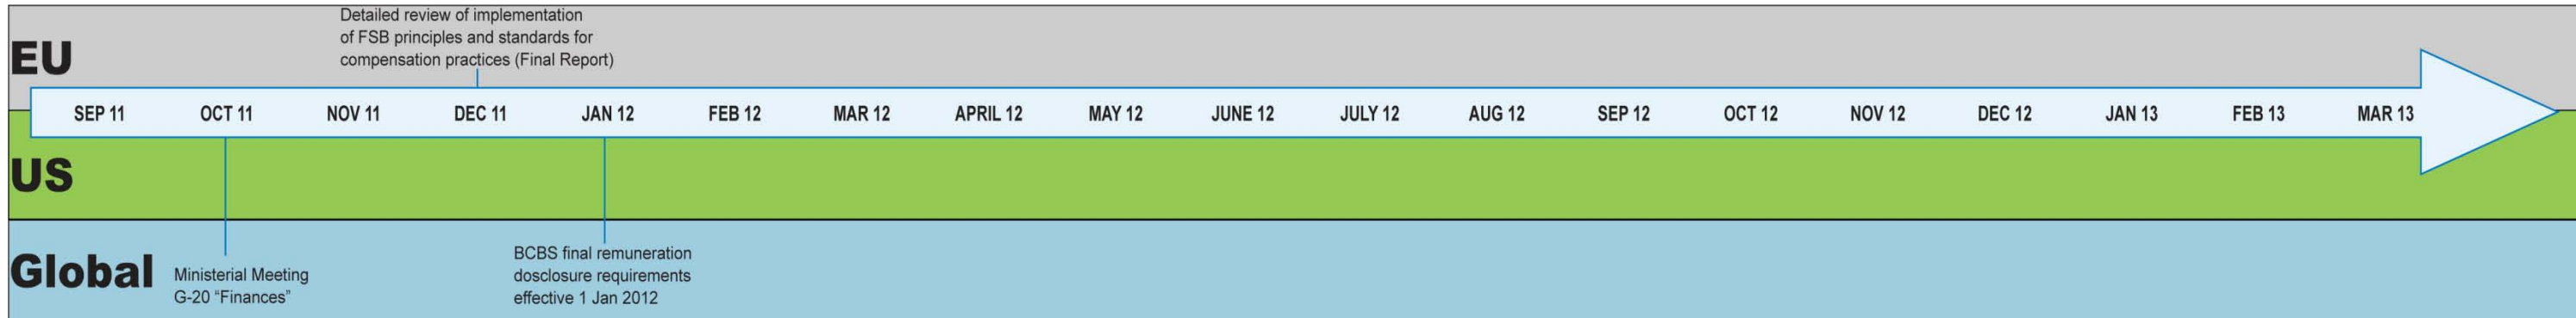 Detailed review of implementation
of FSB principles and standards for
compensation practices (Final Report)
EU
SEP 11 OCT 11 NOV 11 DEC 11 JAN 12 FEB 12 MAR 12 APRIL 12 MAY 12 JUNE 12 JULY 12 AUG 12 SEP 12 OCT 12 NOV 12 DEC 12 JAN 13 FEB 13 MAR 13
US
Global
Ministerial Meeting
G-20 “Finances”
BCBS final remuneration
dosclosure requirements
effective 1 Jan 2012